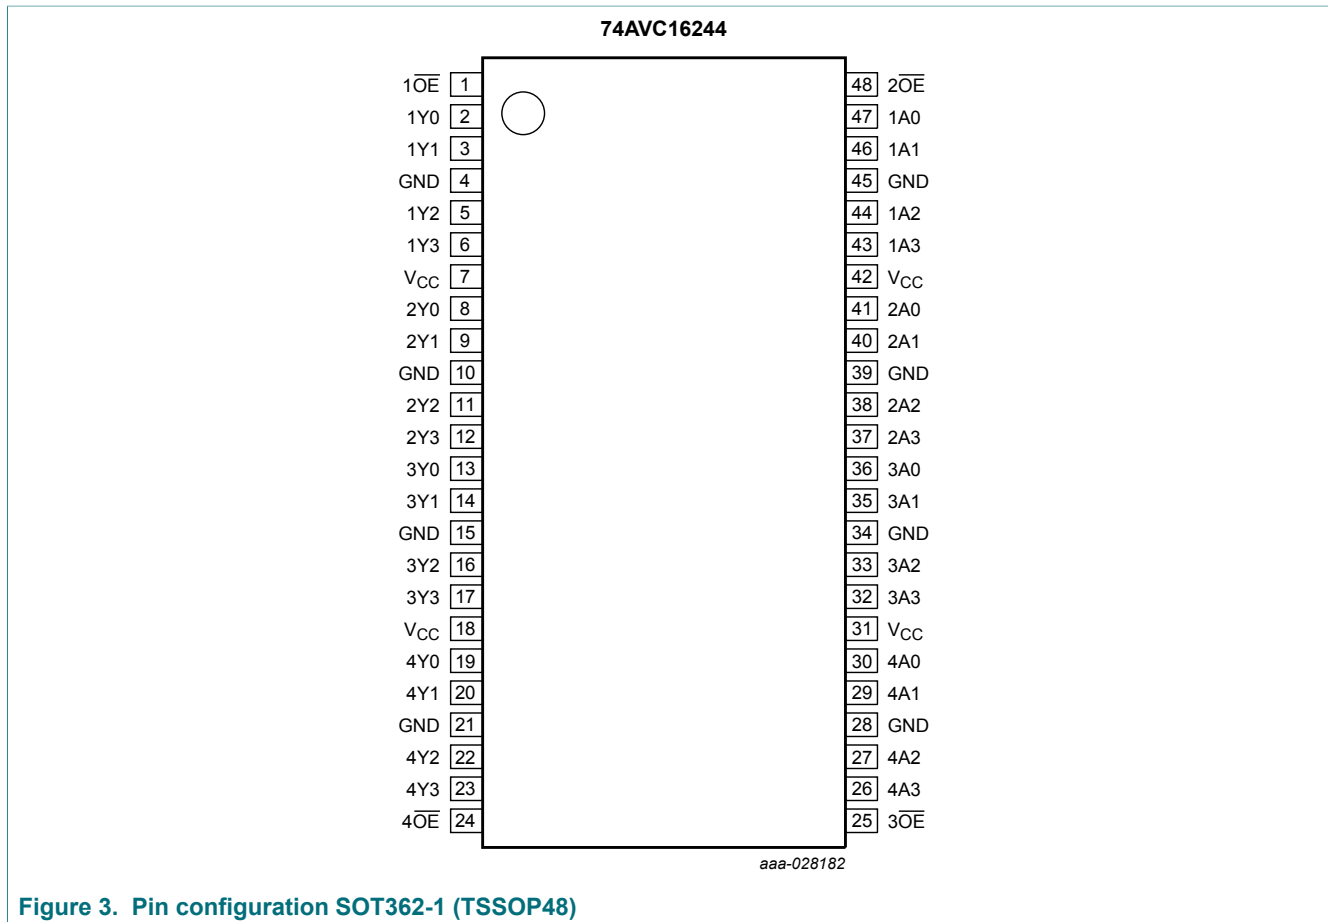 74AVC16244
1O̅E̅ 1 48 2O̅E̅
1Y0 2 47 1A0
1Y1 3 46 1A1
GND 4 45 GND
1Y2 5 44 1A2
1Y3 6 43 1A3
VCC 7 42 VCC
2Y0 8 41 2A0
2Y1 9 40 2A1
GND 10 39 GND
2Y2 11 38 2A2
2Y3 12 37 2A3
3Y0 13 36 3A0
3Y1 14 35 3A1
GND 15 34 GND
3Y2 16 33 3A2
3Y3 17 32 3A3
VCC 18 31 VCC
4Y0 19 30 4A0
4Y1 20 29 4A1
GND 21 28 GND
4Y2 22 27 4A2
4Y3 23 26 4A3
4O̅E̅ 24 25 3O̅E̅
aaa-028182
Figure 3. Pin configuration SOT362-1 (TSSOP48)